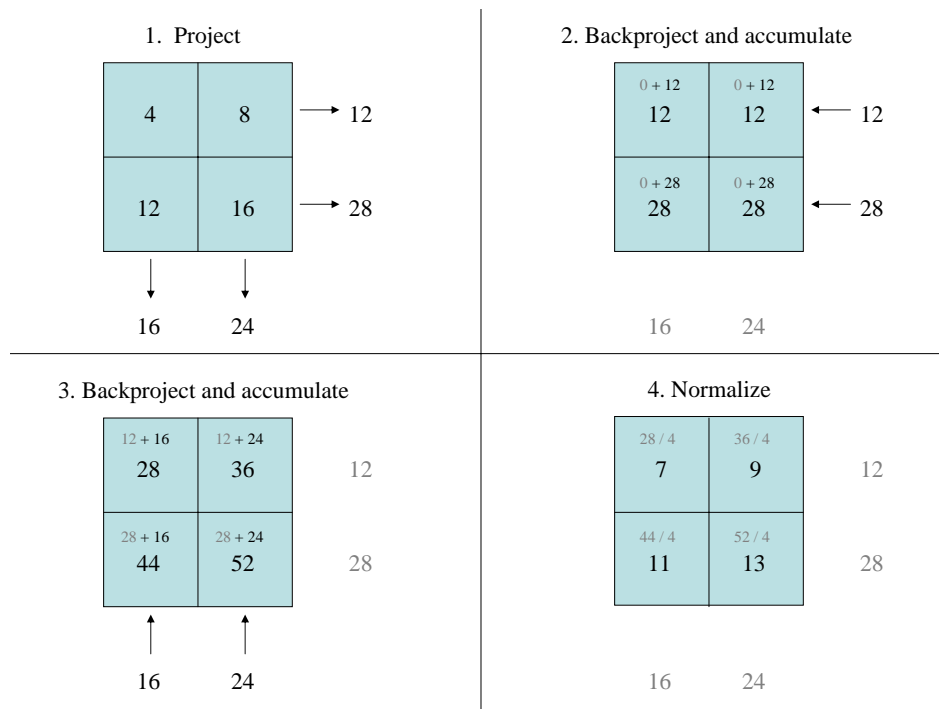 1. Project
4 8 12
12 16 28
16 24
2. Backproject and accumulate
0 + 12 0 + 12
12 12 12
0 + 28 0 + 28
28 28 28
16 24
3. Backproject and accumulate
12 + 16 12 + 24
28 36 12
28 + 16 28 + 24
44 52 28
16 24
4. Normalize
28 / 4 36 / 4
7 9 12
44 / 4 52 / 4
11 13 28
16 24